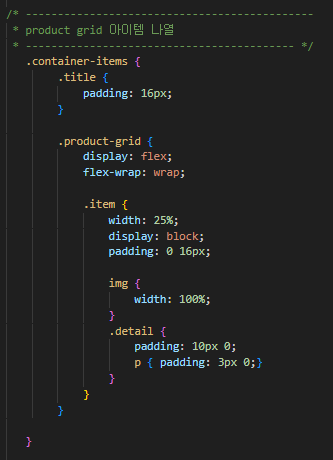 /* -------------------------------------------
* product grid 아이템 나열
* ---------------------------------------- */
.container-items {
.title {
padding: 16px;
}
.product-grid {
display: flex;
flex-wrap: wrap;
.item {
width: 25%;
display: block;
padding: 0 16px;
img {
width: 100%;
}
.detail {
padding: 10px 0;
p { padding: 3px 0;}
}
}
}
}